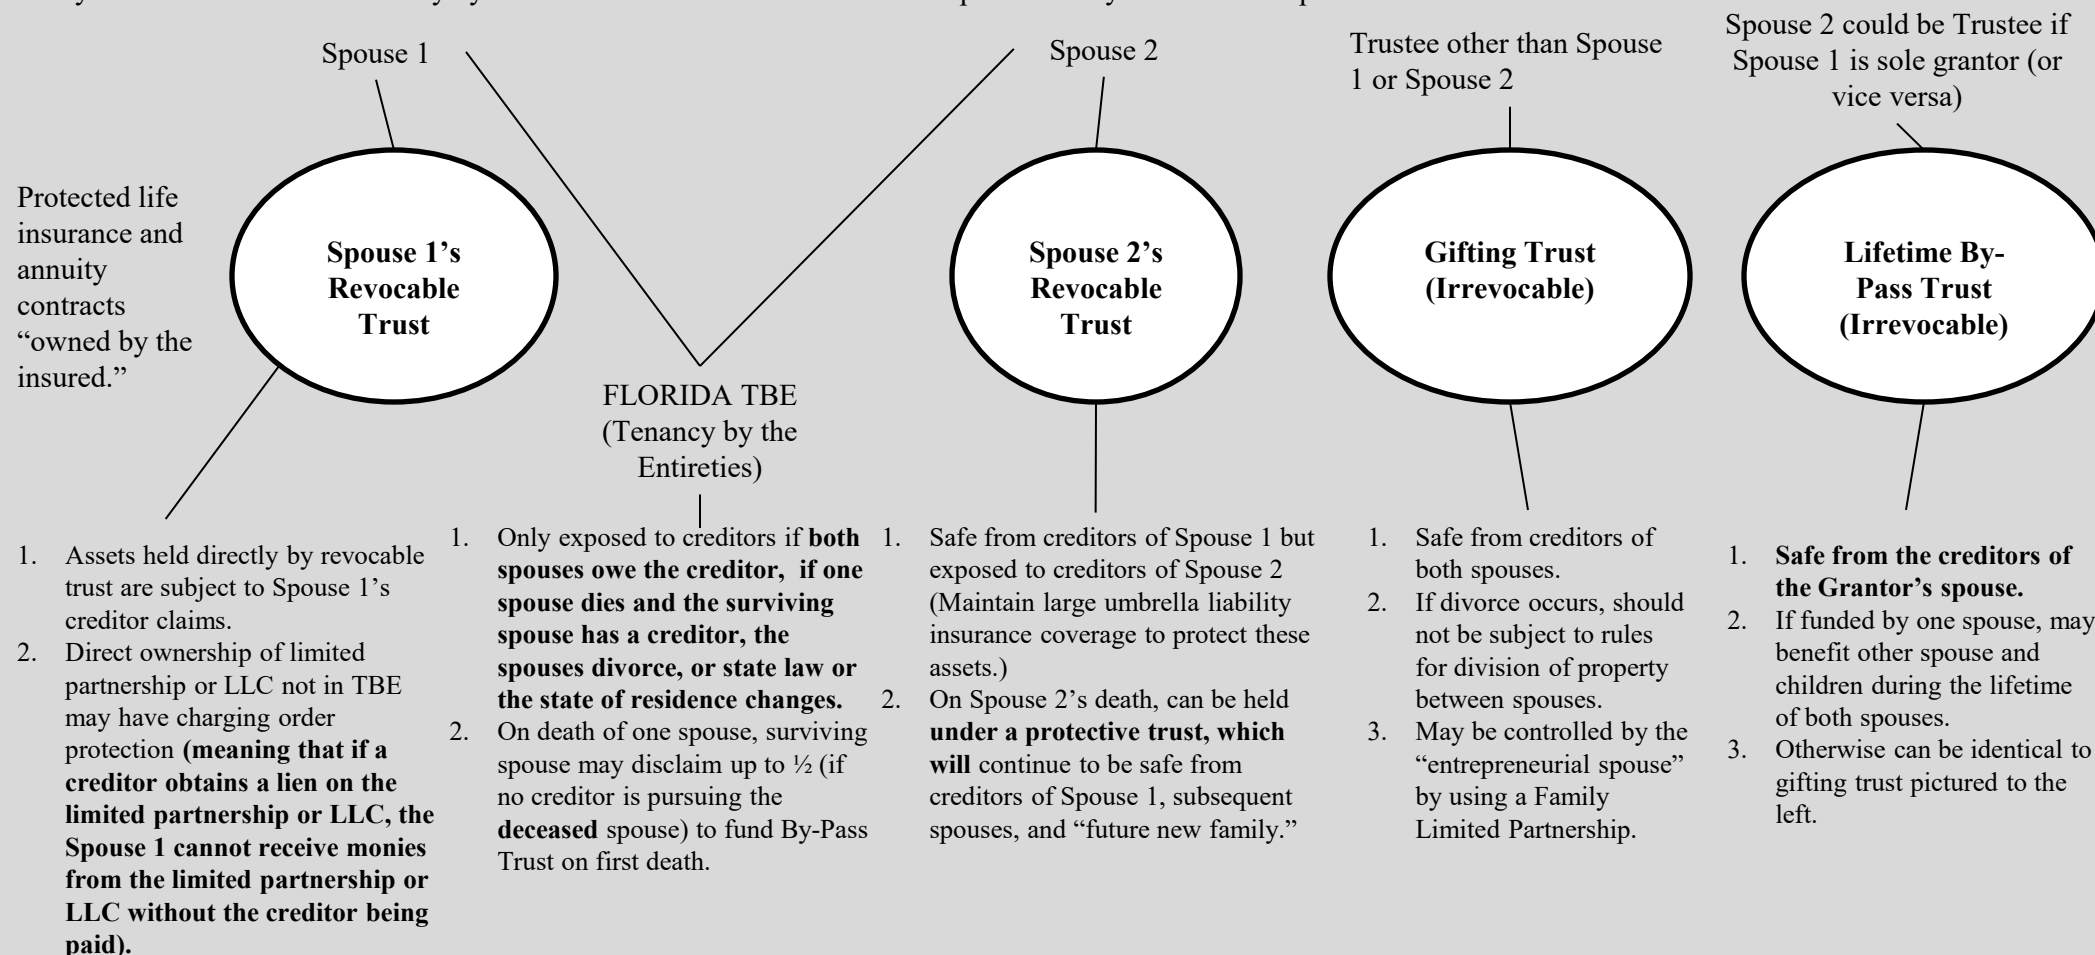 Spouse 1
Spouse 2
Trustee other than Spouse
1 or Spouse 2
Spouse 2 could be Trustee if
Spouse 1 is sole grantor (or
vice versa)
Protected life
insurance and
annuity
contracts
“owned by the
insured.”
Spouse 1’s
Revocable
Trust
FLORIDA TBE
(Tenancy by the
Entireties)
Spouse 2’s
Revocable
Trust
Gifting Trust
(Irrevocable)
Lifetime By-
Pass Trust
(Irrevocable)
1. Assets held directly by revocable
trust are subject to Spouse 1’s
creditor claims.
2. Direct ownership of limited
partnership or LLC not in TBE
may have charging order
protection (meaning that if a
creditor obtains a lien on the
limited partnership or LLC, the
Spouse 1 cannot receive monies
from the limited partnership or
LLC without the creditor being
paid).
1. Only exposed to creditors if both
spouses owe the creditor, if one
spouse dies and the surviving
spouse has a creditor, the
spouses divorce, or state law or
the state of residence changes.
2. On death of one spouse, surviving
spouse may disclaim up to ½ (if
no creditor is pursuing the
deceased spouse) to fund By-Pass
Trust on first death.
1. Safe from creditors of Spouse 1 but
exposed to creditors of Spouse 2
(Maintain large umbrella liability
insurance coverage to protect these
assets.)
2. On Spouse 2’s death, can be held
under a protective trust, which
will continue to be safe from
creditors of Spouse 1, subsequent
spouses, and “future new family.”
1. Safe from creditors of
both spouses.
2. If divorce occurs, should
not be subject to rules
for division of property
between spouses.
3. May be controlled by the
“entrepreneurial spouse”
by using a Family
Limited Partnership.
1. Safe from the creditors of
the Grantor’s spouse.
2. If funded by one spouse, may
benefit other spouse and
children during the lifetime
of both spouses.
3. Otherwise can be identical to
gifting trust pictured to the
left.